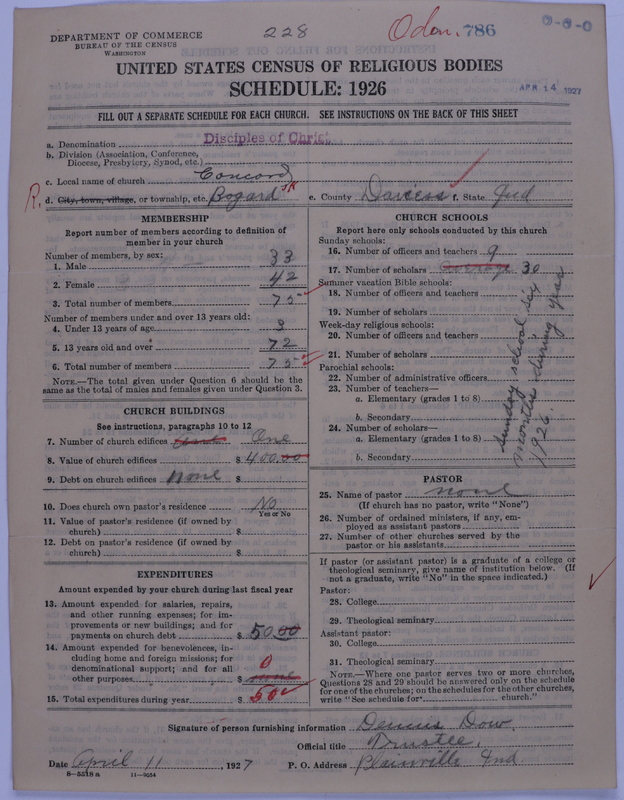 228
Odon. 786
0-0-0
DEPARTMENT OF COMMERCE
BUREAU OF THE CENSUS
WASHINGTON
UNITED STATES CENSUS OF RELIGIOUS BODIES
SCHEDULE: 1926
APR 14 1927
FILL OUT A SEPARATE SCHEDULE FOR EACH CHURCH. SEE INSTRUCTIONS ON THE BACK OF THIS SHEET
a. Denomination Disciples of Christ
b. Division (Association, Conference,
Diocese, Presbytery, Synod, etc.)
c. Local name of church Concord
R. d. City, town, village, or township, etc. Bogard e. County Daviess f. State Ind
MEMBERSHIP
Report number of members according to definition of
member in your church
Number of members, by sex:
1. Male 33
2. Female 42
3. Total number of members 75
Number of members under and over 13 years old:
4. Under 13 years of age 3
5. 13 years old and over 72
6. Total number of members 75
NOTE.—The total given under Question 6 should be the
same as the total of males and females given under Question 3.
CHURCH BUILDINGS
See instructions, paragraphs 10 to 12
7. Number of church edifices One One
8. Value of church edifices $ 400.00
9. Debt on church edifices None $
10. Does church own pastor's residence No
Yes or No
11. Value of pastor's residence (if owned by
church) $
12. Debt on pastor's residence (if owned by
church) $
EXPENDITURES
Amount expended by your church during last fiscal year
13. Amount expended for salaries, repairs,
and other running expenses; for im-
provements or new buildings; and for
payments on church debt $ 50.00
14. Amount expended for benevolences, in-
cluding home and foreign missions; for
denominational support; and for all
other purposes $ none 0
15. Total expenditures during year $ 50
CHURCH SCHOOLS
Report here only schools conducted by this church
Sunday schools:
16. Number of officers and teachers 9
17. Number of scholars average 30
Summer vacation Bible schools:
18. Number of officers and teachers
19. Number of scholars
Week-day religious schools:
20. Number of officers and teachers
21. Number of scholars
Parochial schools:
22. Number of administrative officers
23. Number of teachers—
a. Elementary (grades 1 to 8)
b. Secondary
24. Number of scholars—
a. Elementary (grades 1 to 8)
b. Secondary
Sunday school six
months during year
1926.
PASTOR
25. Name of pastor none
(If church has no pastor, write "None")
26. Number of ordained ministers, if any, em-
ployed as assistant pastors
27. Number of other churches served by the
pastor or his assistants
If pastor (or assistant pastor) is a graduate of a college or
theological seminary, give name of institution below. (If
not a graduate, write "No" in the space indicated.)
Pastor:
28. College
29. Theological seminary
Assistant pastor:
30. College
31. Theological seminary
NOTE.—Where one pastor serves two or more churches,
Questions 28 and 29 should be answered only on the schedule
for one of the churches; on the schedules for the other churches,
write "See schedule for church."
Signature of person furnishing information Dennis Dow
Official title Trustee,
Date April 11, 1927 P. O. Address Plainville Ind
8-5518a 11-9054